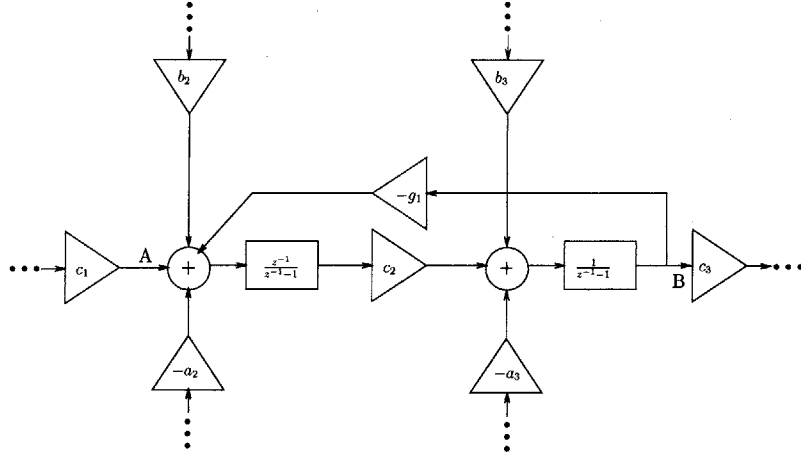 b₂
b₃
−g₁
c₁
A
+
z⁻¹ / z⁻¹−1
c₂
+
1 / z⁻¹−1
B
c₃
−a₂
−a₃